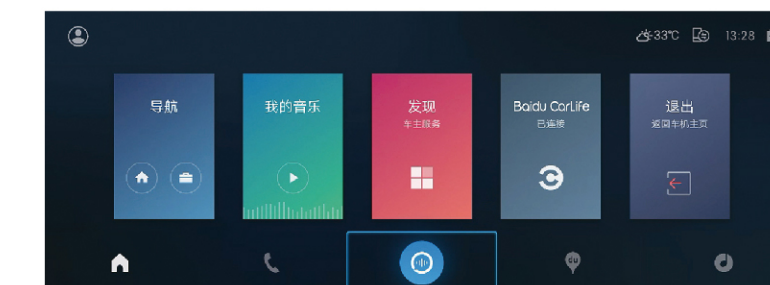 33℃ 13:28
导航
我的音乐
发现
车主服务
Baidu CarLife
已连接
退出
返回车机主页
du